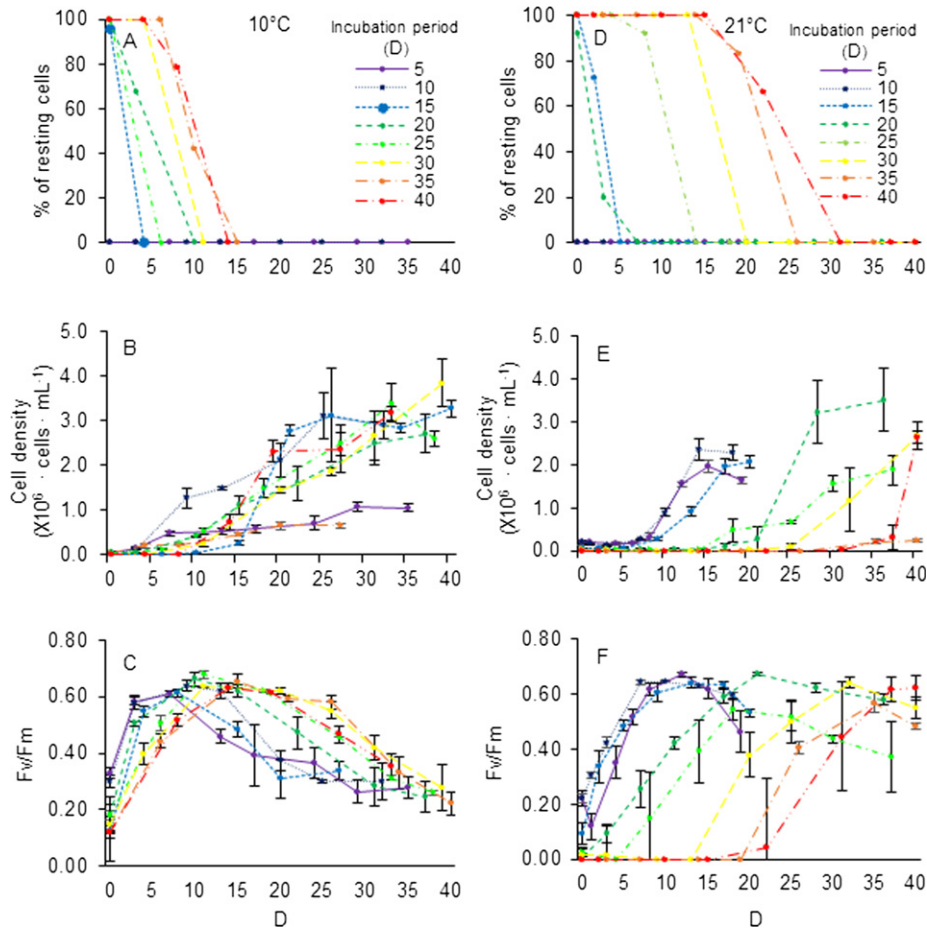 A
10°C
Incubation period
(D)
5
10
15
20
25
30
35
40
% of resting cells
100
80
60
40
20
0
0 5 10 15 20 25 30 35 40
D
21°C
Incubation period
(D)
5
10
15
20
25
30
35
40
% of resting cells
100
80
60
40
20
0
0 5 10 15 20 25 30 35 40
B
Cell density
(X10⁶ · cells · mL⁻¹)
5.0
4.0
3.0
2.0
1.0
0.0
0 5 10 15 20 25 30 35 40
E
Cell density
(X10⁶ · cells · mL⁻¹)
5.0
4.0
3.0
2.0
1.0
0.0
0 5 10 15 20 25 30 35 40
C
Fv/Fm
0.80
0.60
0.40
0.20
0.00
0 5 10 15 20 25 30 35 40
D
F
Fv/Fm
0.80
0.60
0.40
0.20
0.00
0 5 10 15 20 25 30 35 40
D